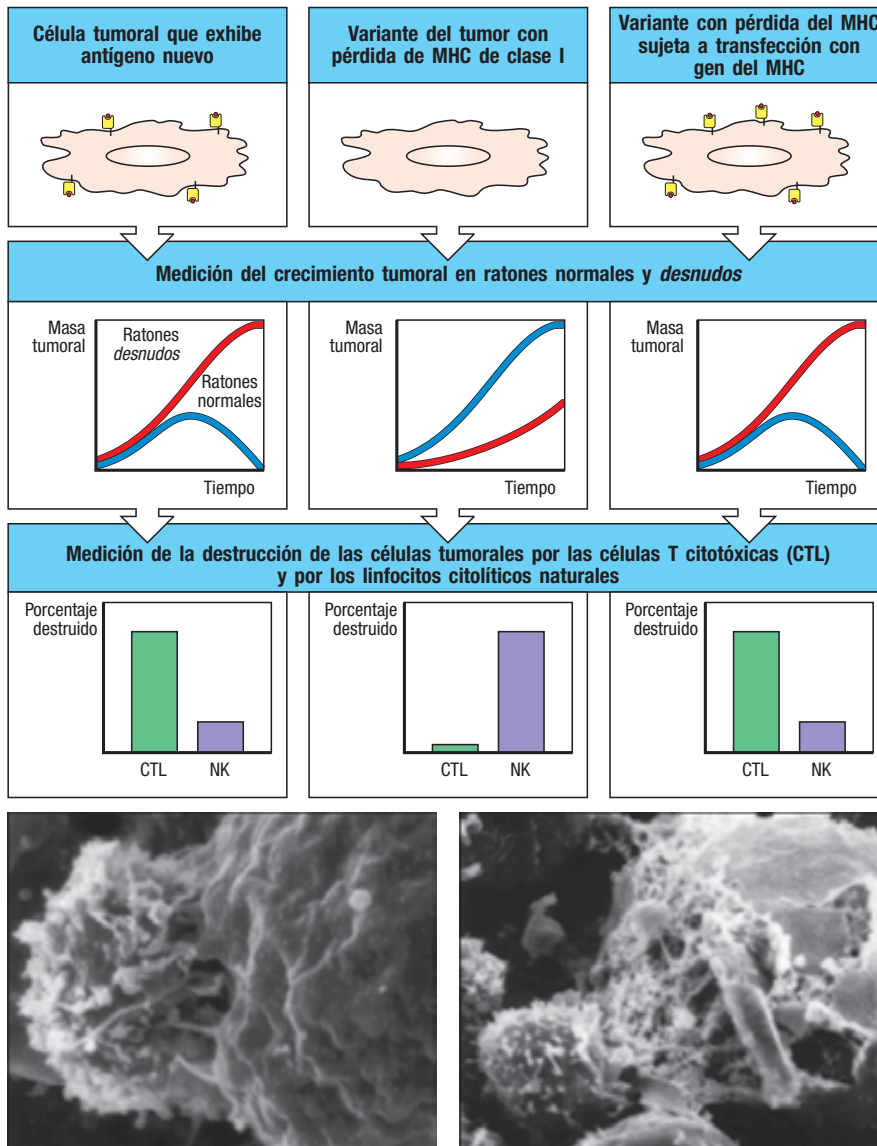 Célula tumoral que exhibe
antígeno nuevo
Variante del tumor con
pérdida de MHC de clase I
Variante con pérdida del MHC
sujeta a transfección con
gen del MHC
Medición del crecimiento tumoral en ratones normales y desnudos
Masa
tumoral
Ratones
desnudos
Ratones
normales
Tiempo
Masa
tumoral
Tiempo
Masa
tumoral
Tiempo
Medición de la destrucción de las células tumorales por las células T citotóxicas (CTL)
y por los linfocitos citolíticos naturales
Porcentaje
destruido
CTL
NK
Porcentaje
destruido
CTL
NK
Porcentaje
destruido
CTL
NK